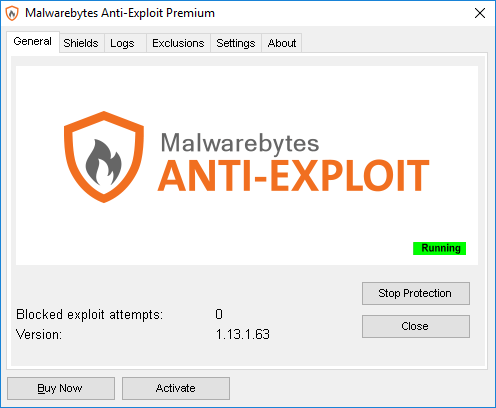 Malwarebytes Anti-Exploit Premium
General Shields Logs Exclusions Settings About
Malwarebytes
ANTI-EXPLOIT
Running
Stop Protection
Blocked exploit attempts: 0
Close
Version: 1.13.1.63
Buy Now Activate